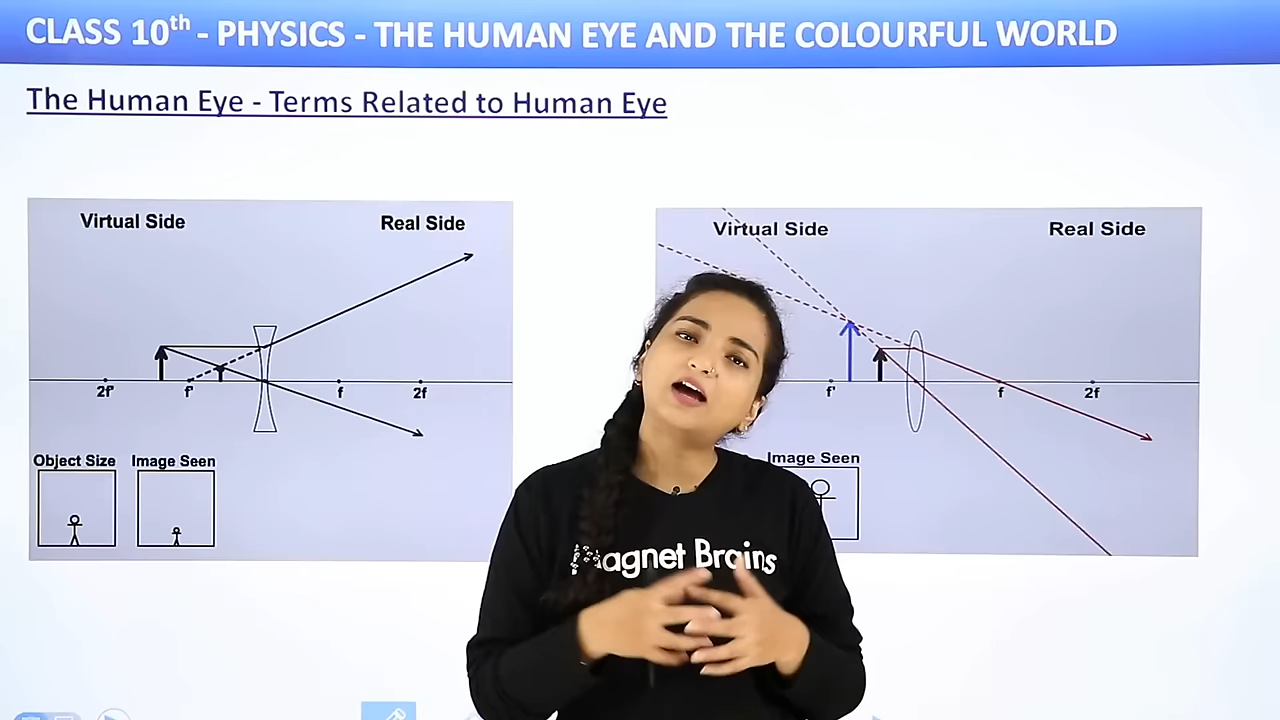 CLASS 10th - PHYSICS - THE HUMAN EYE AND THE COLOURFUL WORLD
The Human Eye - Terms Related to Human Eye
Virtual Side
Real Side
2f'
f'
f
2f
Object Size
Image Seen
Virtual Side
Real Side
f'
f
2f
Image Seen
Magnet Brains